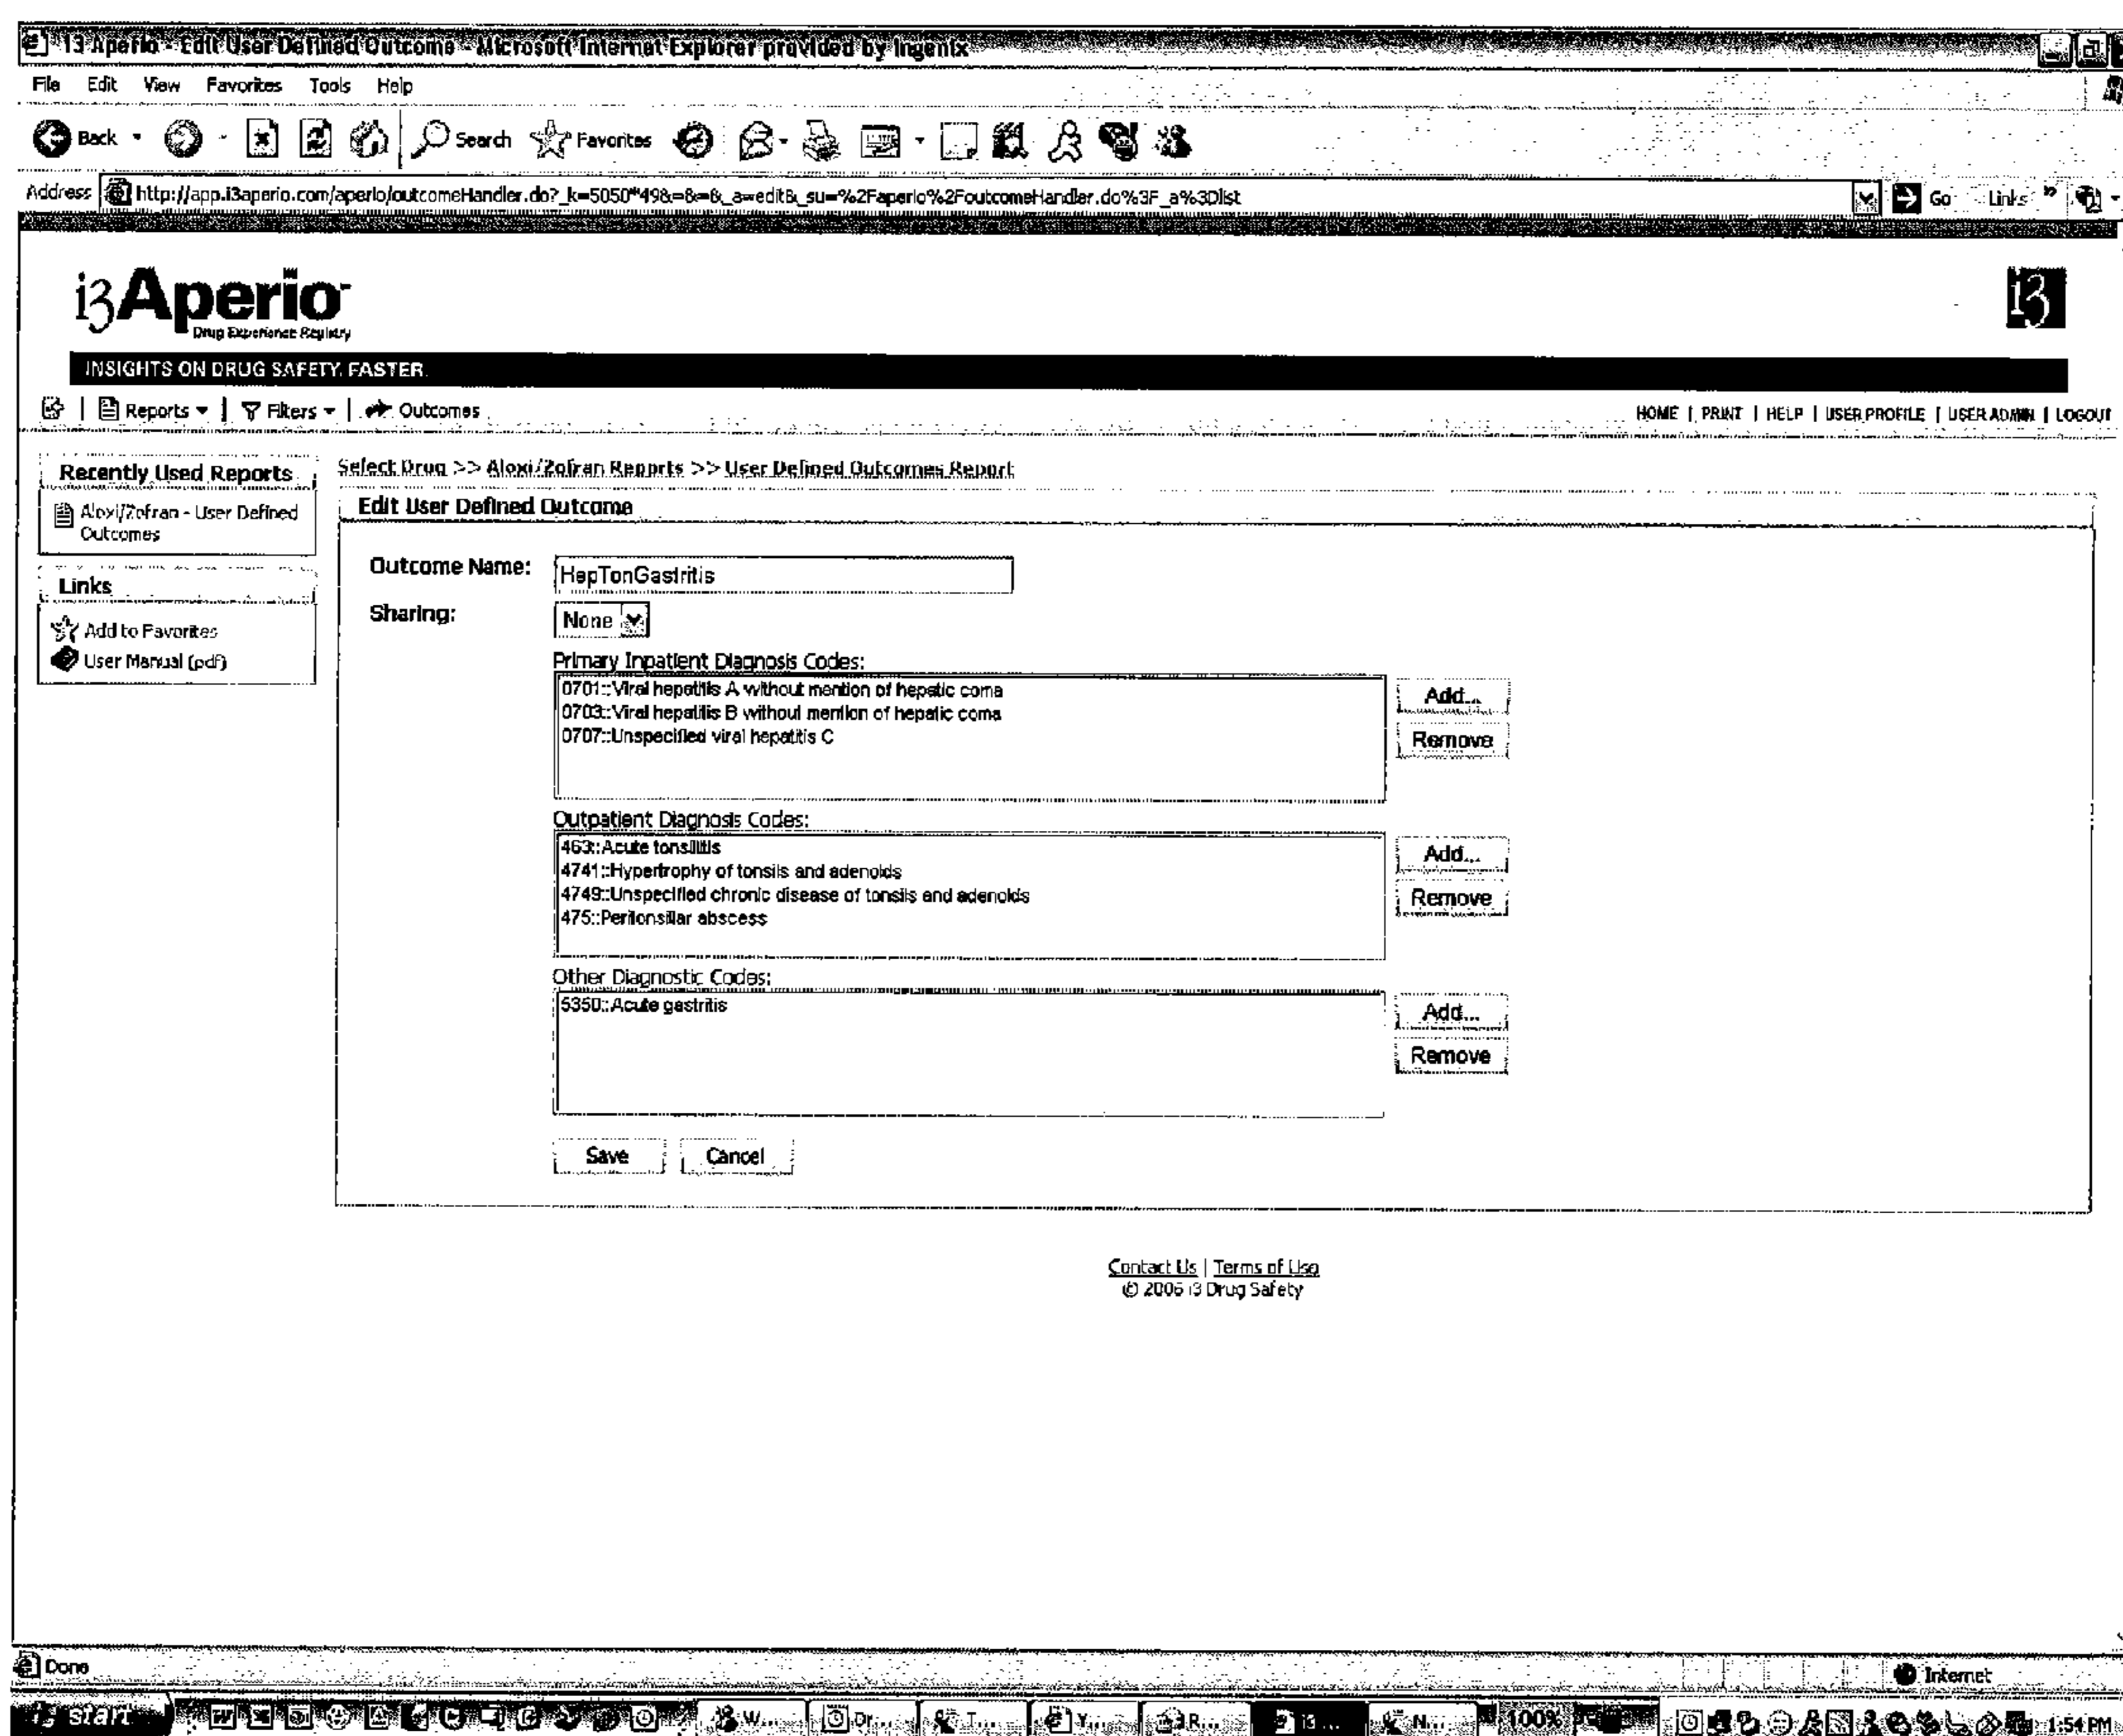 i3 Aperio - Edit User Defined Outcome - Microsoft Internet Explorer provided by Ingenix
File Edit View Favorites Tools Help
Back Search Favorites
Address http://app.i3aperio.com/aperio/outcomeHandler.do?_k=5050*49&=&=&_a=edit&_su=%2Faperio%2FoutcomeHandler.do%3F_a%3Dlist Go Links »
i3Aperio
Drug Experience Registry
i3
INSIGHTS ON DRUG SAFETY. FASTER.
Reports | Filters | Outcomes
HOME | PRINT | HELP | USER PROFILE | USER ADMIN | LOGOUT
Recently Used Reports
Aloxi/Zofran - User Defined
Outcomes
Links
Add to Favorites
User Manual (pdf)
Select Drug >> Aloxi/Zofran Reports >> User Defined Outcomes Report
Edit User Defined Outcome
Outcome Name: HepTonGastritis
Sharing: None
Primary Inpatient Diagnosis Codes:
0701::Viral hepatitis A without mention of hepatic coma
0703::Viral hepatitis B without mention of hepatic coma
0707::Unspecified viral hepatitis C
Add...
Remove
Outpatient Diagnosis Codes:
463::Acute tonsillitis
4741::Hypertrophy of tonsils and adenoids
4749::Unspecified chronic disease of tonsils and adenoids
475::Peritonsillar abscess
Add...
Remove
Other Diagnostic Codes:
5350::Acute gastritis
Add...
Remove
Save Cancel
Contact Us | Terms of Use
© 2006 i3 Drug Safety
Done Internet
start W... Dr... T... Y... R... i3 ... N... 100% 1:54 PM